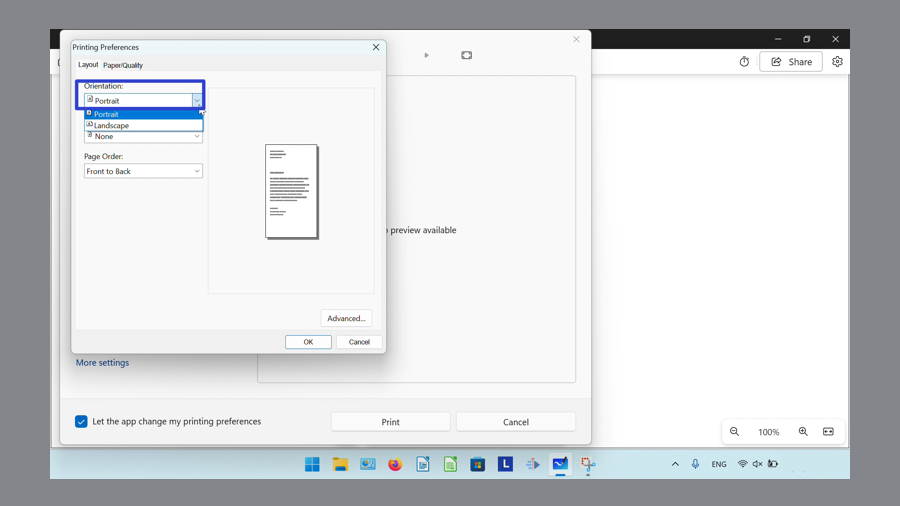 Printing Preferences
Layout Paper/Quality
Orientation:
Portrait
Portrait
Landscape
None
Page Order:
Front to Back
Advanced...
OK Cancel
Share
preview available
More settings
Let the app change my printing preferences
Print Cancel
100%
L
ENG